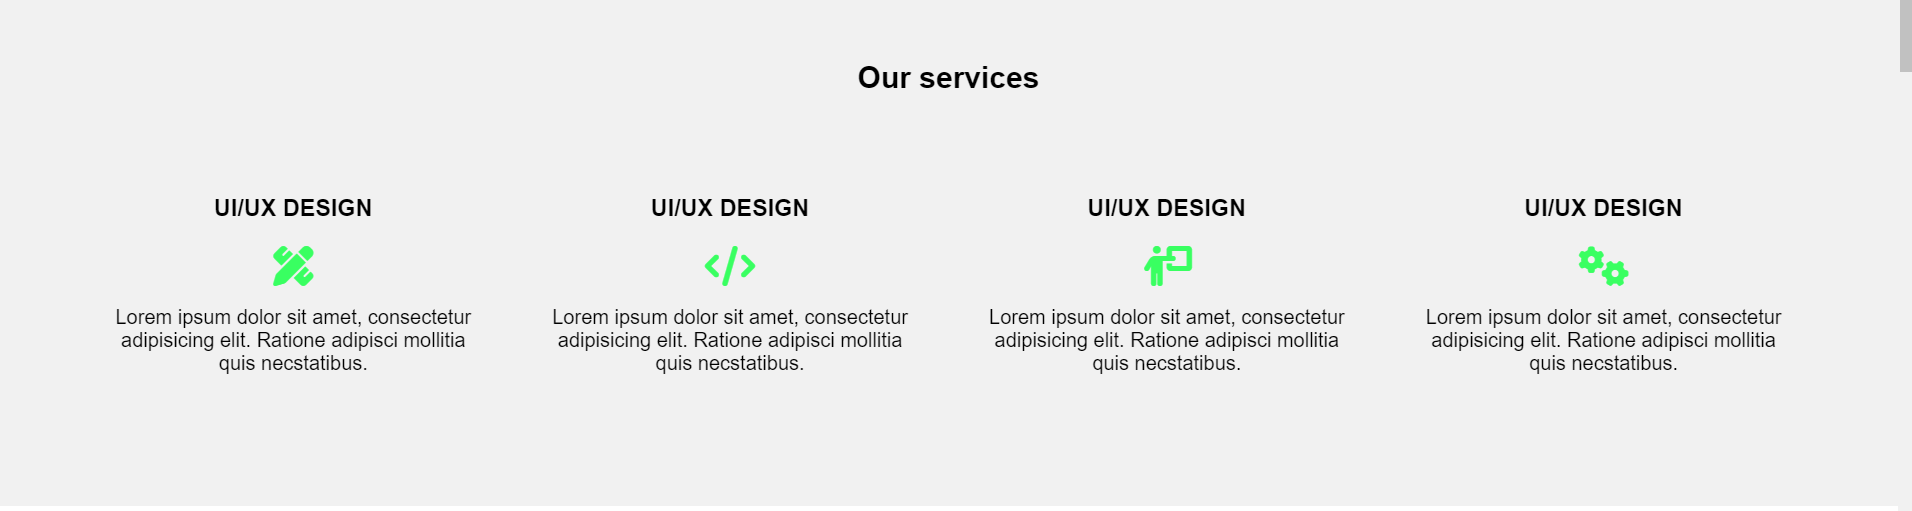 Our services
UI/UX DESIGN
Lorem ipsum dolor sit amet, consectetur
adipisicing elit. Ratione adipisci mollitia
quis necstatibus.
UI/UX DESIGN
Lorem ipsum dolor sit amet, consectetur
adipisicing elit. Ratione adipisci mollitia
quis necstatibus.
UI/UX DESIGN
Lorem ipsum dolor sit amet, consectetur
adipisicing elit. Ratione adipisci mollitia
quis necstatibus.
UI/UX DESIGN
Lorem ipsum dolor sit amet, consectetur
adipisicing elit. Ratione adipisci mollitia
quis necstatibus.